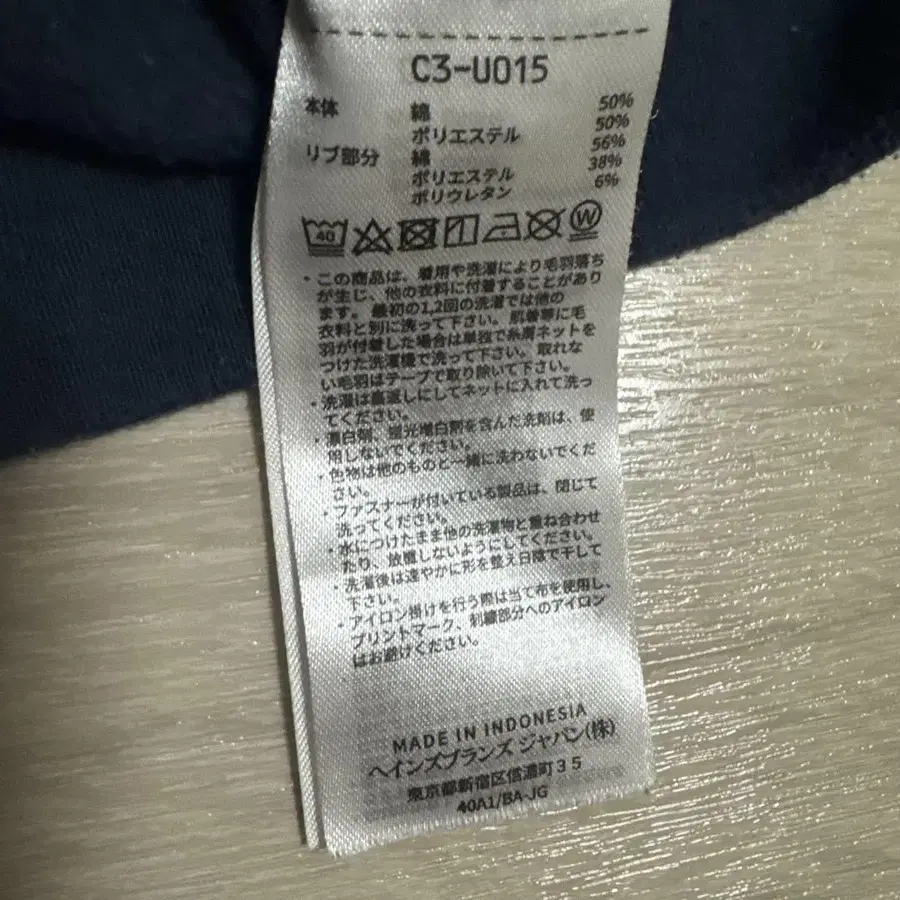 C3-U015
本体 綿 50%
ポリエステル 50%
リブ部分 綿 56%
ポリエステル 38%
ポリウレタン 6%
40 W
・この商品は、着用や洗濯により毛羽落ち
が生じ、他の衣料に付着することがあり
ます。最初の1,2回の洗濯では他の
衣料と別に洗って下さい。肌着等に毛
羽が付着した場合は単独で糸屑ネットを
つけた洗濯機で洗って下さい。取れな
い毛羽はテープで取り除いて下さい。
・洗濯は裏返しにしてネットに入れて洗っ
てください。
・漂白剤、蛍光増白剤を含んだ洗剤は、使
用しないでください。
・色物は他のものと一緒に洗わないでくだ
さい。
・ファスナーが付いている製品は、閉じて
洗ってください。
・水につけたまま他の洗濯物と重ね合わせ
たり、放置しないようにしてください。
・洗濯後は速やかに形を整え日陰で干して
下さい。
・アイロン掛けを行う際は当て布を使用し、
プリントマーク、刺繍部分へのアイロン
はお避けください。
MADE IN INDONESIA
ヘインズブランズ ジャパン(株)
東京都新宿区信濃町35
40A1/BA-JG